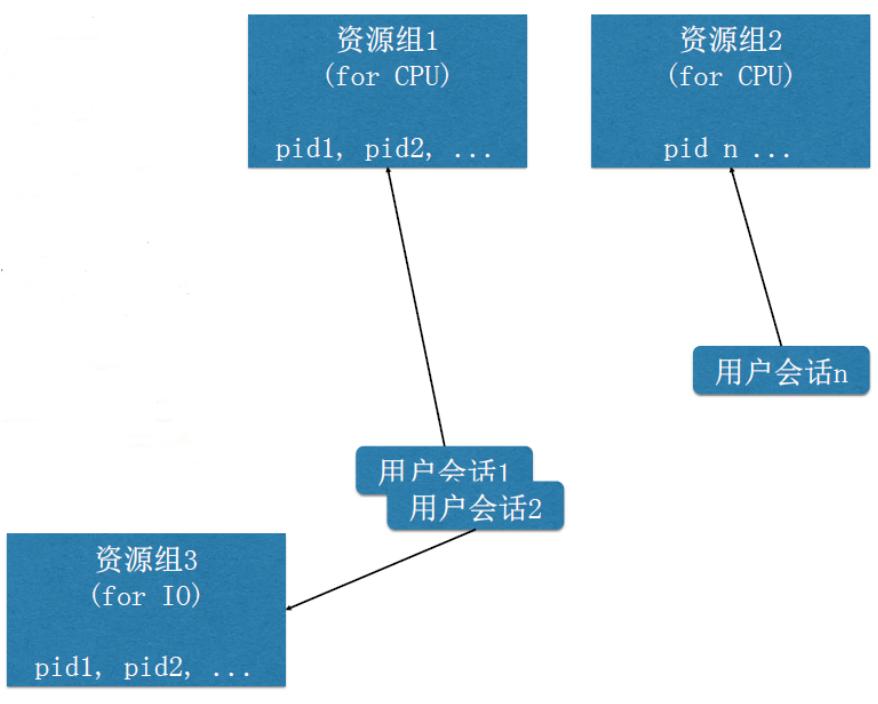 资源组1
(for CPU)
pid1, pid2, ...
资源组2
(for CPU)
pid n ...
用户会话n
用户会话1
用户会话2
资源组3
(for IO)
pid1, pid2, ...